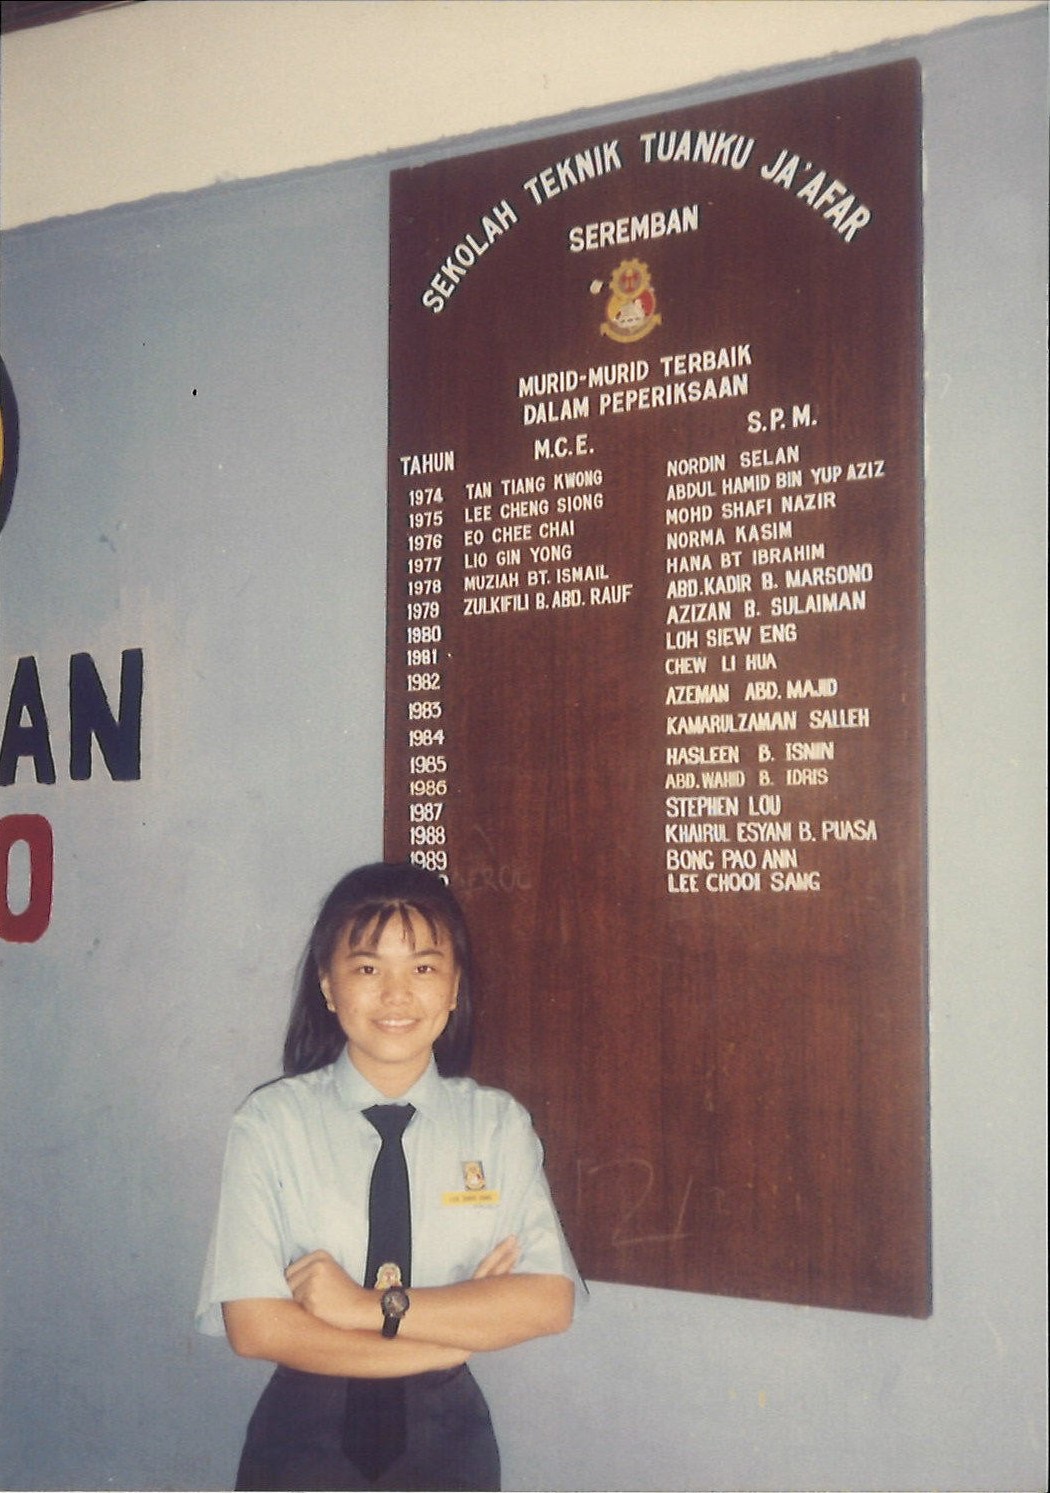 SEKOLAH TEKNIK TUANKU JA'AFAR
SEREMBAN
MURID-MURID TERBAIK
DALAM PEPERIKSAAN
TAHUN M.C.E. S.P.M.
1974 TAN TIANG KWONG NORDIN SELAN
1975 LEE CHENG SIONG ABDUL HAMID BIN YUP AZIZ
1976 EO CHEE CHAI MOHD SHAFI NAZIR
1977 LIO GIN YONG NORMA KASIM
1978 MUZIAH BT. ISMAIL HANA BT IBRAHIM
1979 ZULKIFILI B. ABD. RAUF ABD. KADIR B. MARSONO
1980 AZIZAN B. SULAIMAN
1981 LOH SIEW ENG
1982 CHEW LI HUA
1983 AZEMAN ABD. MAJID
1984 KAMARULZAMAN SALLEH
1985 HASLEEN B. ISNIN
1986 ABD. WAHID B. IDRIS
1987 STEPHEN LOU
1988 KHAIRUL ESYANI B. PUASA
1989 BONG PAO ANN
LEE CHOOI SANG
AN
O